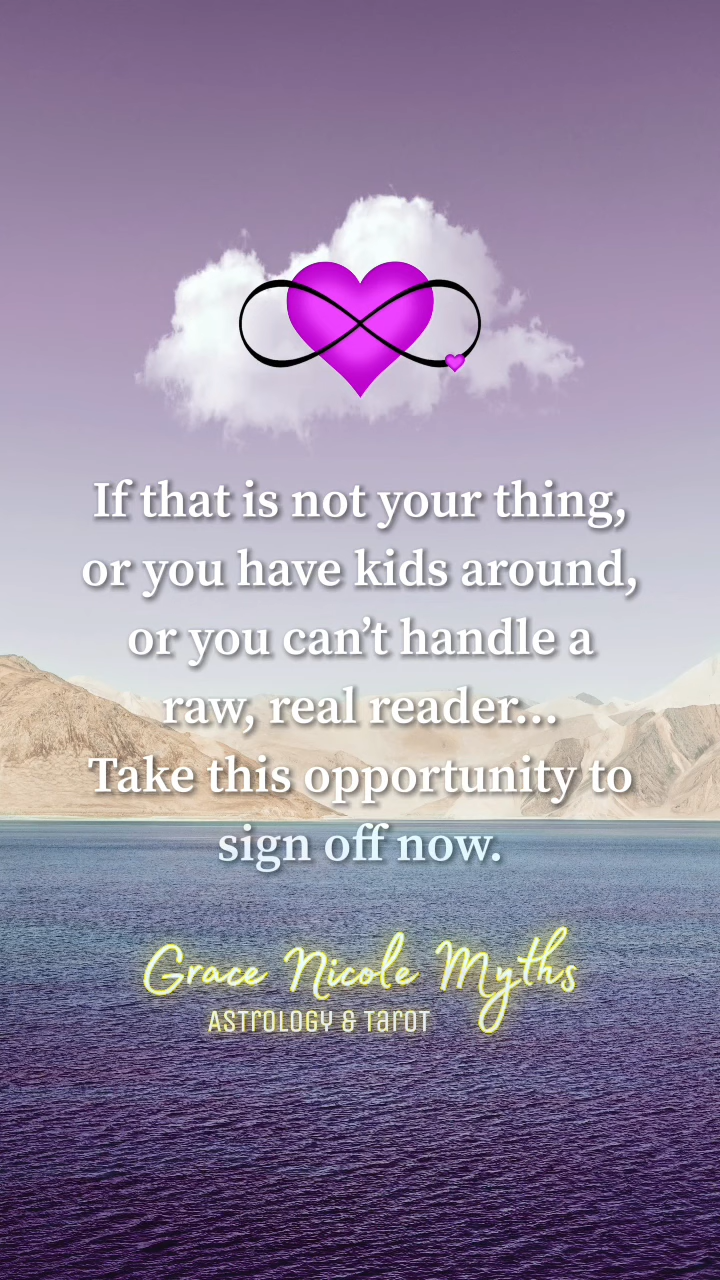 If that is not your thing,
or you have kids around,
or you can’t handle a
raw, real reader...
Take this opportunity to
sign off now.
Grace Nicole Myths
ASTROLOGY & TAROT